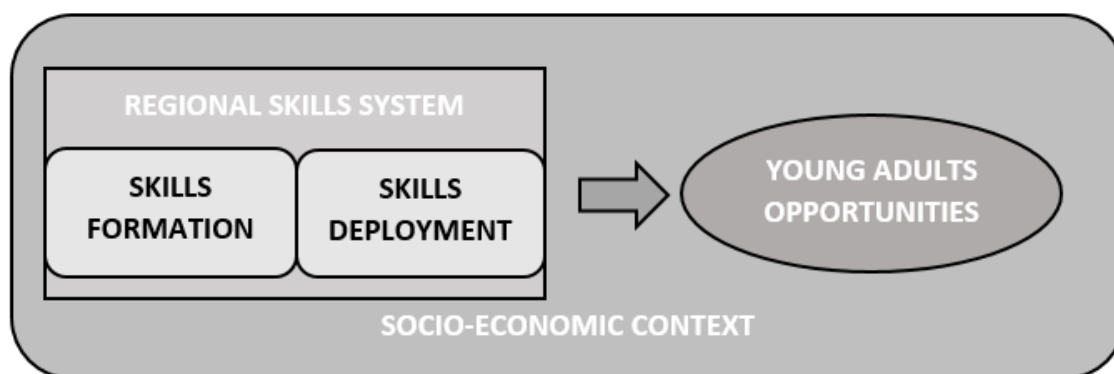 REGIONAL SKILLS SYSTEM
SKILLS
FORMATION
SKILLS
DEPLOYMENT
YOUNG ADULTS
OPPORTUNITIES
SOCIO-ECONOMIC CONTEXT